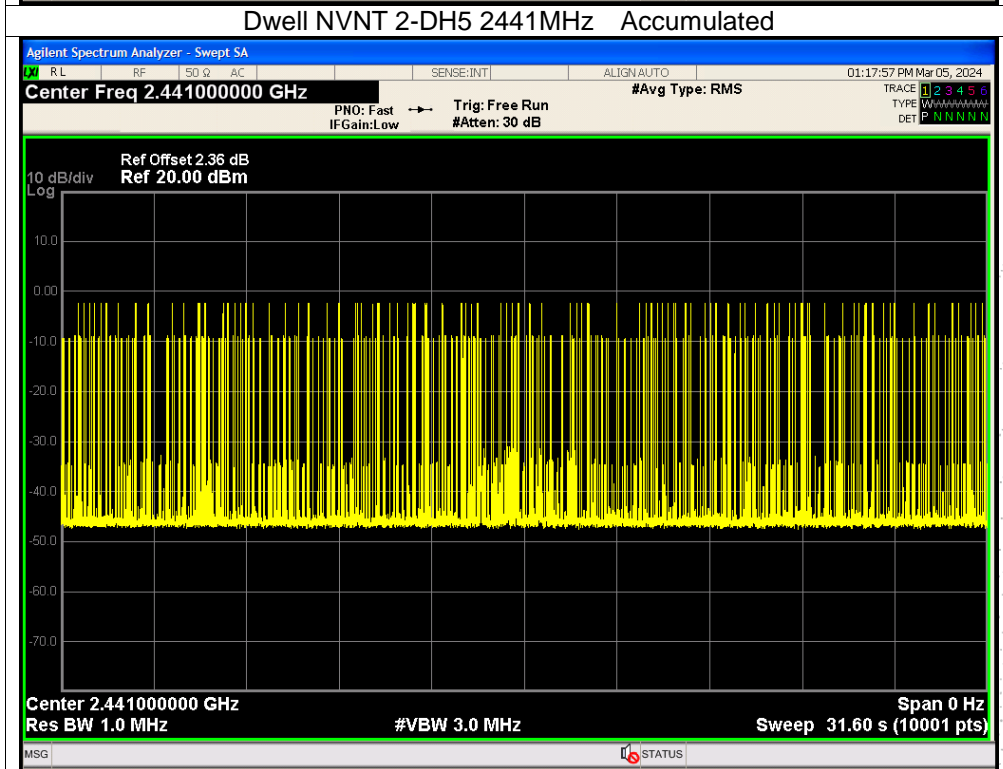 Dwell NVNT 2-DH5 2441MHz Accumulated
Agilent Spectrum Analyzer - Swept SA
LXI RL RF 50 Ω AC SENSE:INT ALIGN AUTO 01:17:57 PM Mar 05, 2024
Center Freq 2.441000000 GHz #Avg Type: RMS TRACE 1 2 3 4 5 6
PNO: Fast Trig: Free Run TYPE WWWWWW
IFGain:Low #Atten: 30 dB DET P N N N N N
Ref Offset 2.36 dB
10 dB/div Ref 20.00 dBm
Log
10.0
0.00
-10.0
-20.0
-30.0
-40.0
-50.0
-60.0
-70.0
Center 2.441000000 GHz Span 0 Hz
Res BW 1.0 MHz #VBW 3.0 MHz Sweep 31.60 s (10001 pts)
MSG STATUS